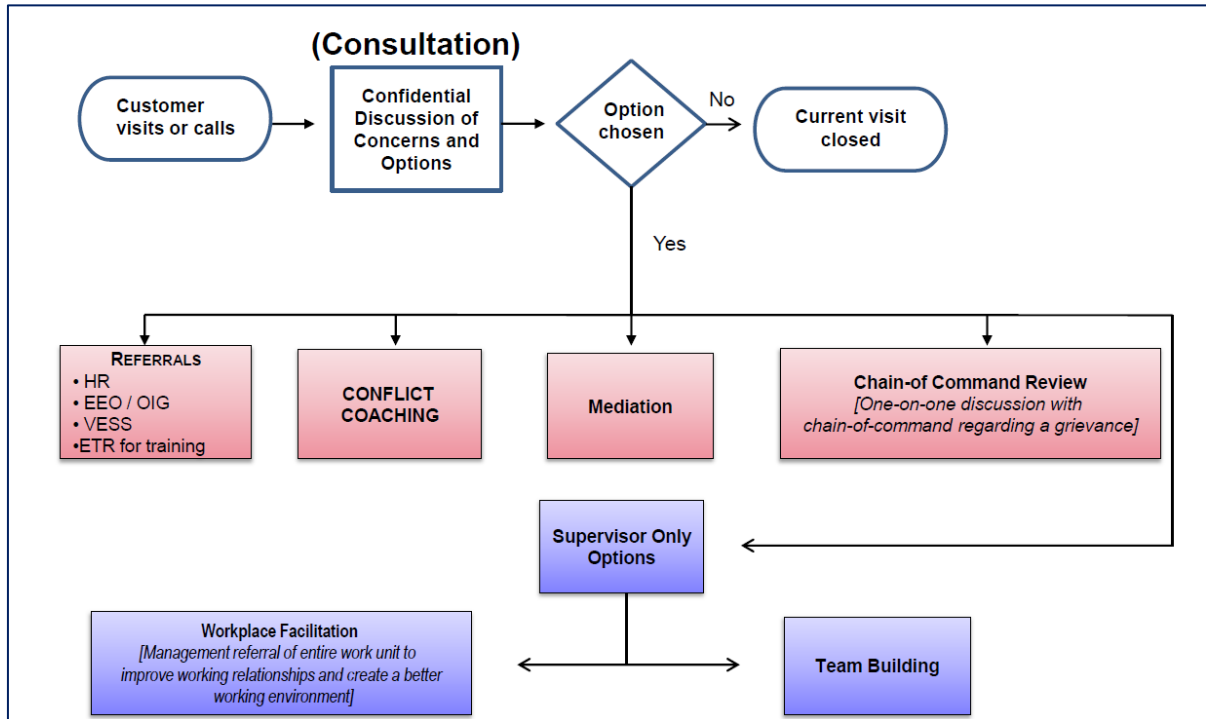 (Consultation)
Customer
visits or calls
Confidential
Discussion of
Concerns and
Options
Option
chosen
No
Current visit
closed
Yes
REFERRALS
• HR
• EEO / OIG
• VESS
•ETR for training
CONFLICT
COACHING
Mediation
Chain-of Command Review
[One-on-one discussion with
chain-of-command regarding a grievance]
Supervisor Only
Options
Workplace Facilitation
[Management referral of entire work unit to
improve working relationships and create a better
working environment]
Team Building